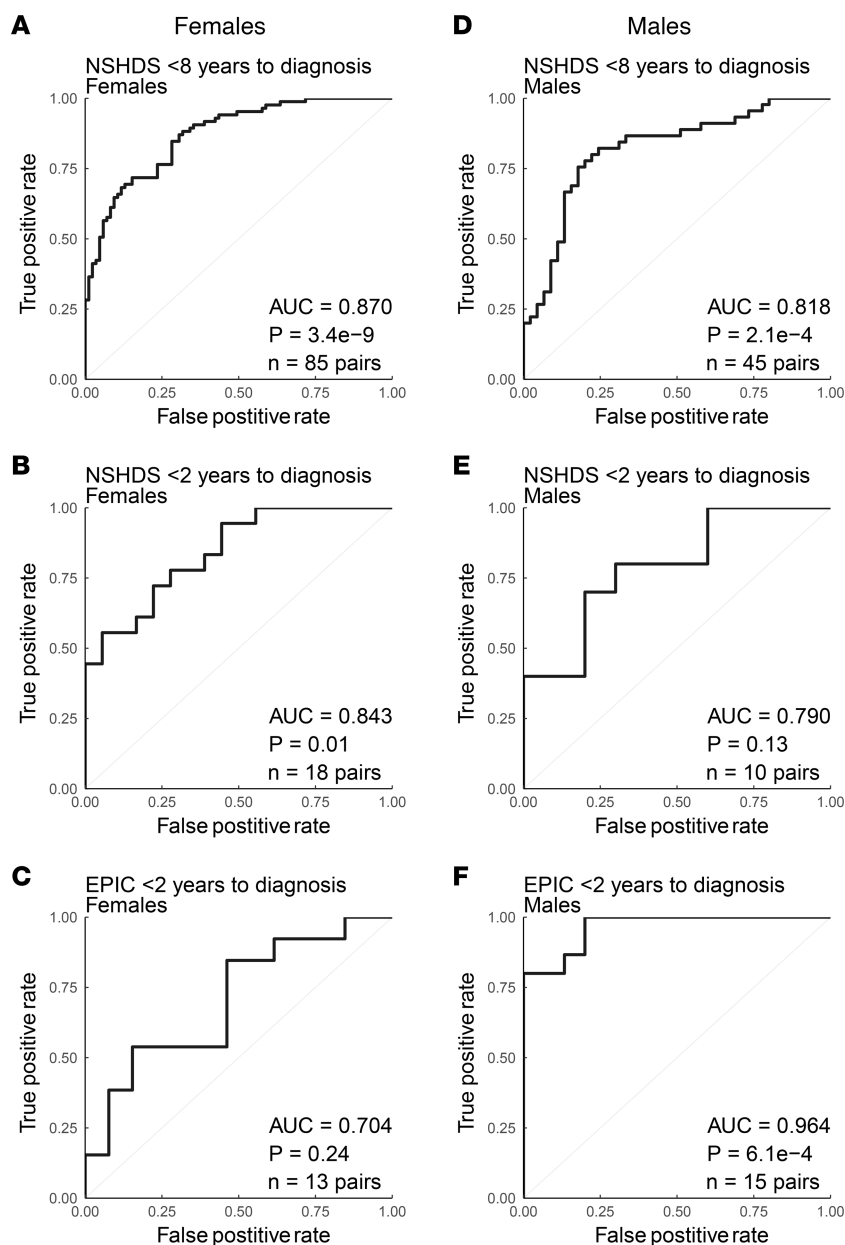 A
Females
D
Males
NSHDS <8 years to diagnosis
Females
1.00
0.75
0.50
0.25
0.00
True positive rate
AUC = 0.870
P = 3.4e−9
n = 85 pairs
0.00 0.25 0.50 0.75 1.00
False postitive rate
NSHDS <8 years to diagnosis
Males
1.00
0.75
0.50
0.25
0.00
True positive rate
AUC = 0.818
P = 2.1e−4
n = 45 pairs
0.00 0.25 0.50 0.75 1.00
False postitive rate
B
NSHDS <2 years to diagnosis
Females
1.00
0.75
0.50
0.25
0.00
True positive rate
AUC = 0.843
P = 0.01
n = 18 pairs
0.00 0.25 0.50 0.75 1.00
False postitive rate
E
NSHDS <2 years to diagnosis
Males
1.00
0.75
0.50
0.25
0.00
True positive rate
AUC = 0.790
P = 0.13
n = 10 pairs
0.00 0.25 0.50 0.75 1.00
False postitive rate
C
EPIC <2 years to diagnosis
Females
1.00
0.75
0.50
0.25
0.00
True positive rate
AUC = 0.704
P = 0.24
n = 13 pairs
0.00 0.25 0.50 0.75 1.00
False postitive rate
F
EPIC <2 years to diagnosis
Males
1.00
0.75
0.50
0.25
0.00
True positive rate
AUC = 0.964
P = 6.1e−4
n = 15 pairs
0.00 0.25 0.50 0.75 1.00
False postitive rate